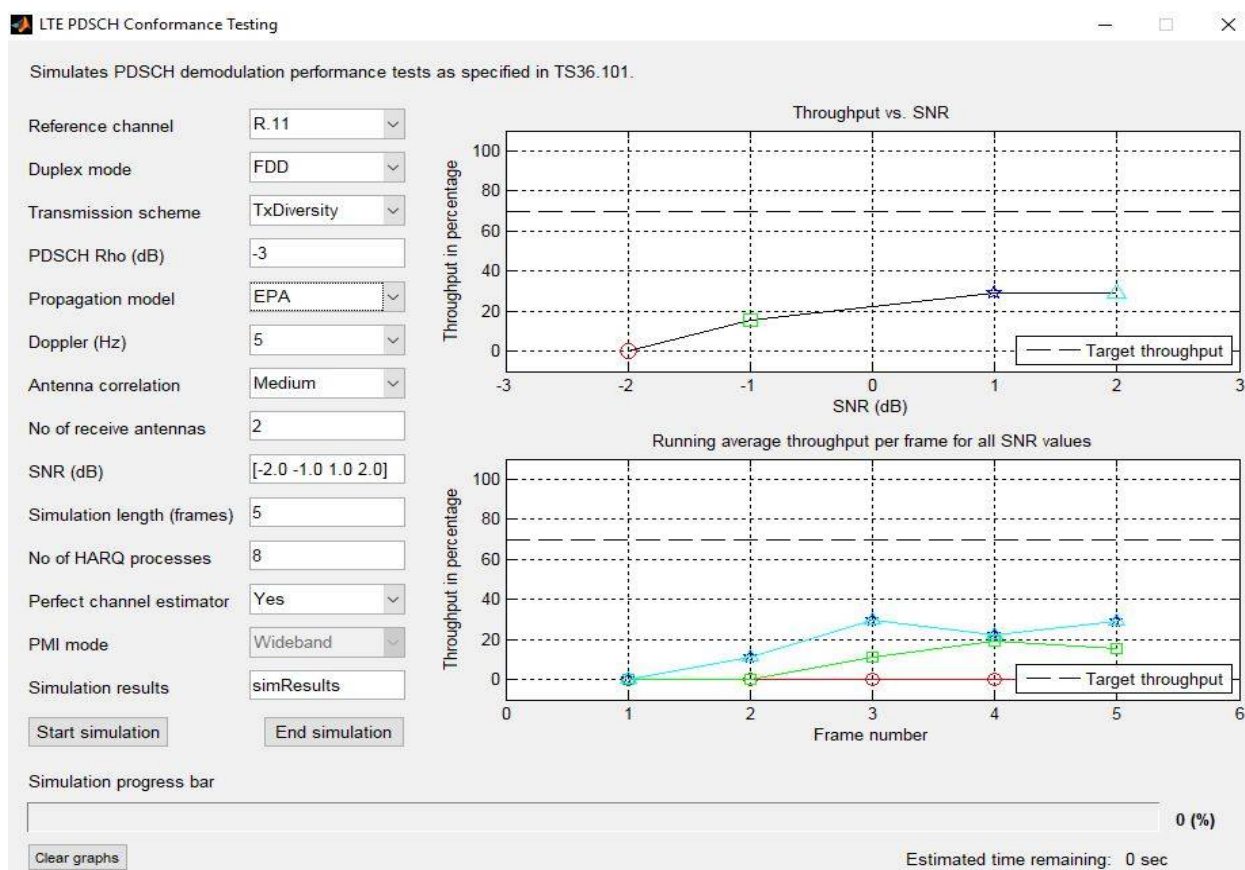 LTE PDSCH Conformance Testing
Simulates PDSCH demodulation performance tests as specified in TS36.101.
Reference channel R.11
Duplex mode FDD
Transmission scheme TxDiversity
PDSCH Rho (dB) -3
Propagation model EPA
Doppler (Hz) 5
Antenna correlation Medium
No of receive antennas 2
SNR (dB) [-2.0 -1.0 1.0 2.0]
Simulation length (frames) 5
No of HARQ processes 8
Perfect channel estimator Yes
PMI mode Wideband
Simulation results simResults
Start simulation End simulation
Throughput vs. SNR
Throughput in percentage
100
80
60
40
20
0
Target throughput
-3 -2 -1 0 1 2 3
SNR (dB)
Running average throughput per frame for all SNR values
Throughput in percentage
100
80
60
40
20
0
Target throughput
0 1 2 3 4 5 6
Frame number
Simulation progress bar
0 (%)
Clear graphs
Estimated time remaining: 0 sec